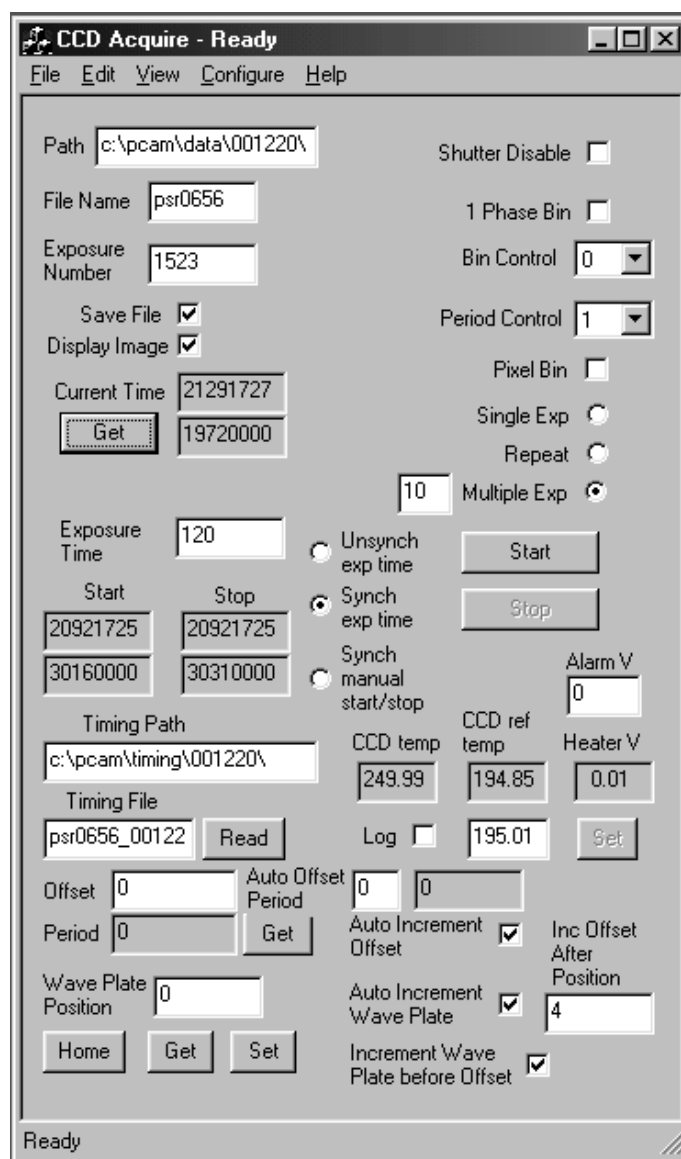 CCD Acquire - Ready
File Edit View Configure Help
Path c:\pcam\data\001220\
Shutter Disable
File Name psr0656
1 Phase Bin
Exposure Number 1523
Bin Control 0
Save File
Period Control 1
Display Image
Pixel Bin
Current Time 21291727
Single Exp
Get 19720000
Repeat
10 Multiple Exp
Exposure Time 120
Unsynch exp time
Start
Start Stop
Synch exp time
Stop
20921725 20921725
30160000 30310000
Synch manual start/stop
Alarm V
0
Timing Path
c:\pcam\timing\001220\
CCD temp CCD ref temp Heater V
249.99 194.85 0.01
Timing File
psr0656_00122 Read
Log 195.01 Set
Offset 0
Auto Offset Period 0 0
Period 0 Get
Auto Increment Offset
Inc Offset After Position
4
Wave Plate Position 0
Auto Increment Wave Plate
Home Get Set
Increment Wave Plate before Offset
Ready